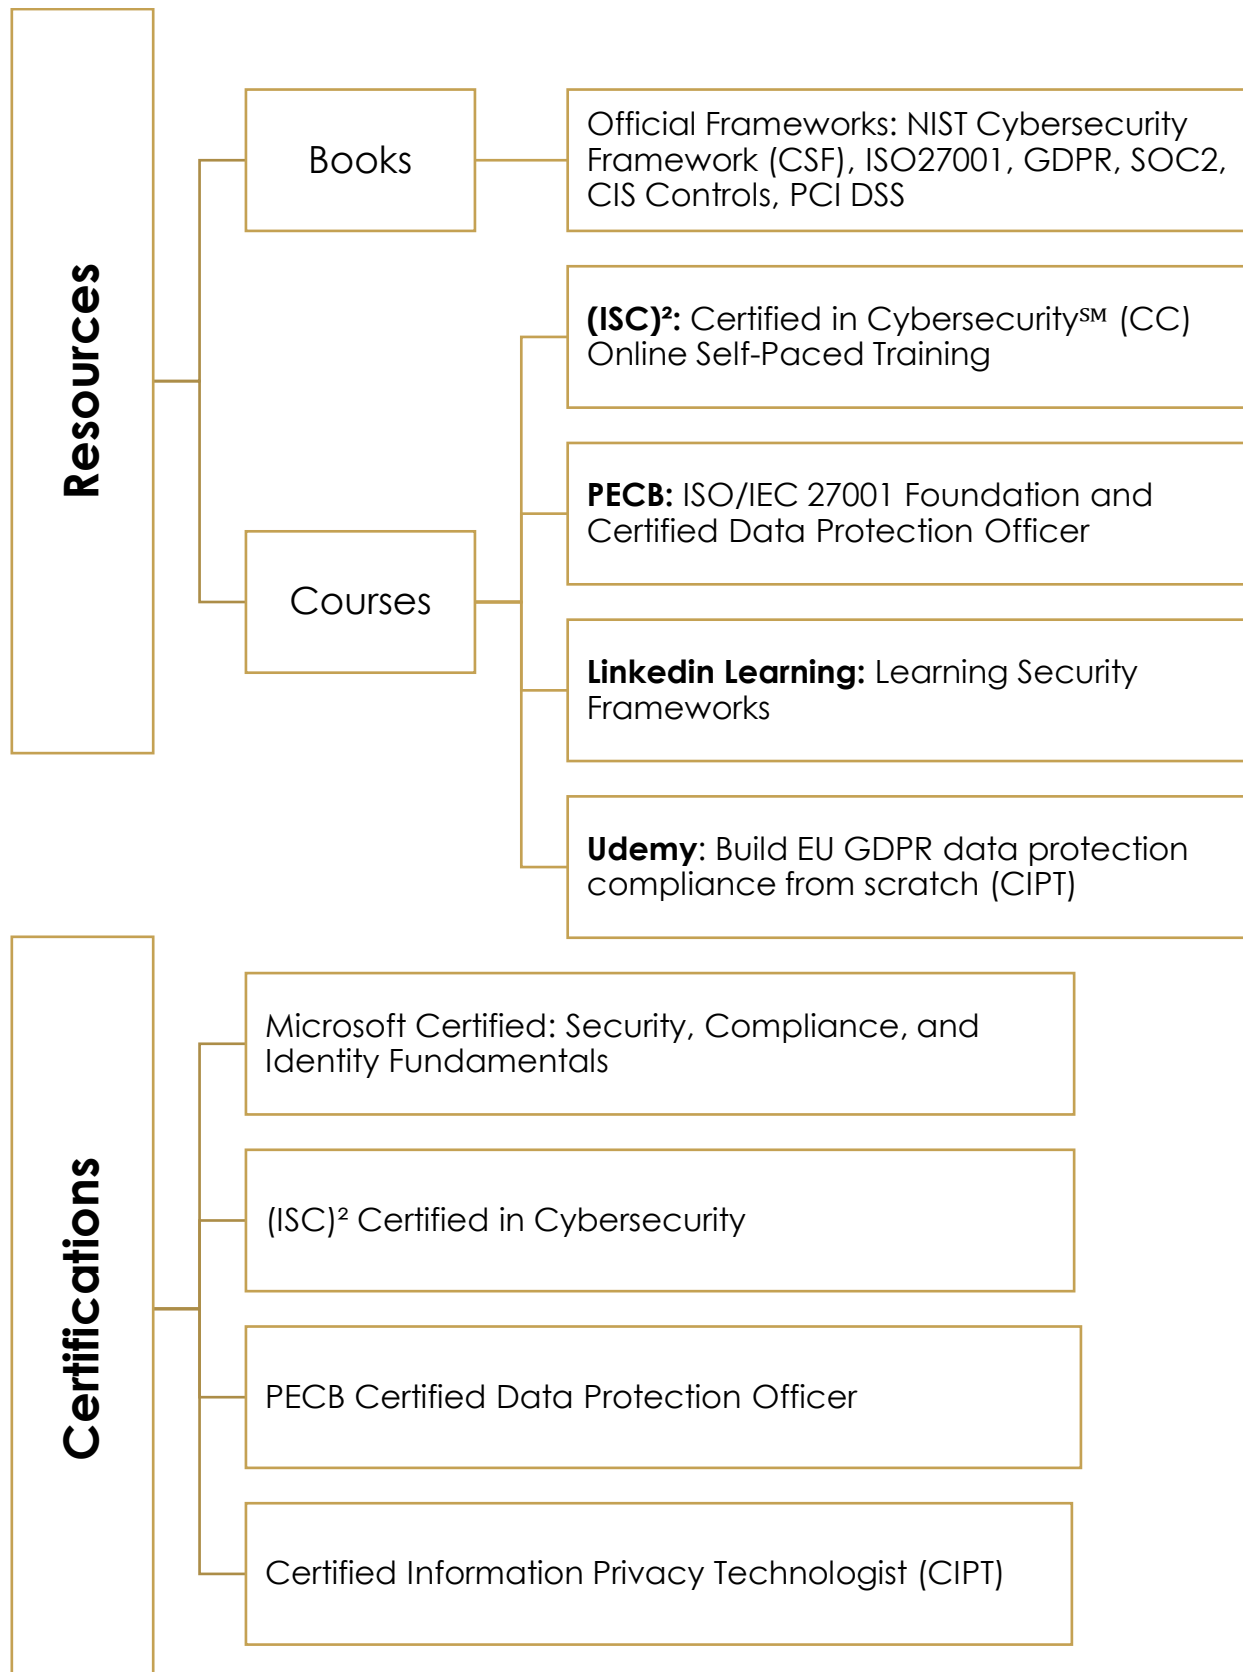 Resources
Books
Official Frameworks: NIST Cybersecurity
Framework (CSF), ISO27001, GDPR, SOC2,
CIS Controls, PCI DSS
Courses
(ISC)²: Certified in Cybersecurity℠ (CC)
Online Self-Paced Training
PECB: ISO/IEC 27001 Foundation and
Certified Data Protection Officer
Linkedin Learning: Learning Security
Frameworks
Udemy: Build EU GDPR data protection
compliance from scratch (CIPT)
Certifications
Microsoft Certified: Security, Compliance, and
Identity Fundamentals
(ISC)² Certified in Cybersecurity
PECB Certified Data Protection Officer
Certified Information Privacy Technologist (CIPT)